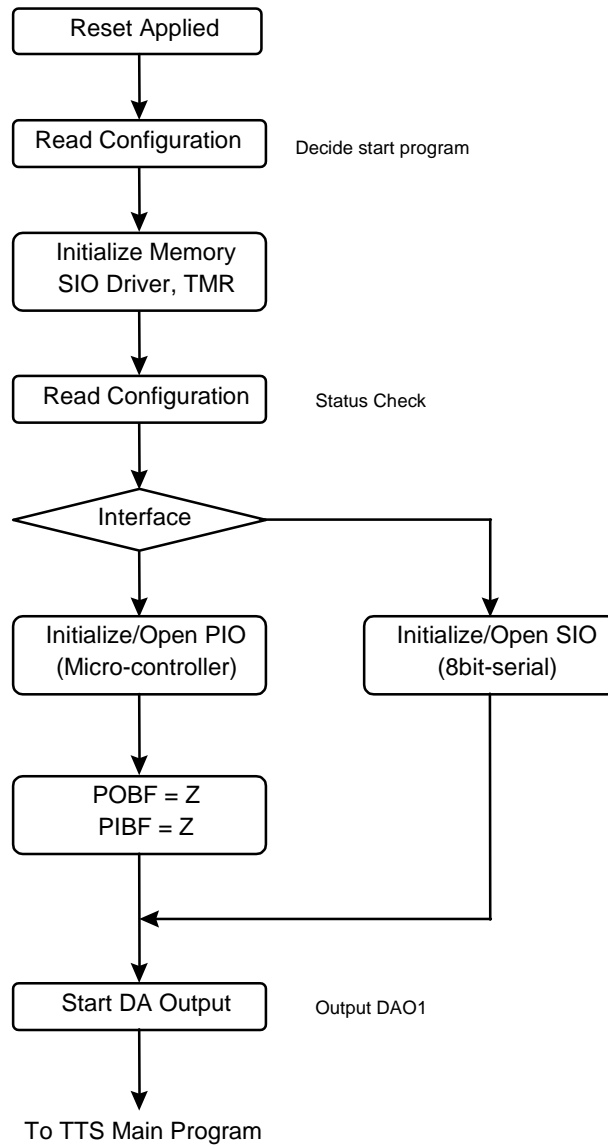 Reset Applied
Read Configuration
Decide start program
Initialize Memory
SIO Driver, TMR
Read Configuration
Status Check
Interface
Initialize/Open PIO
(Micro-controller)
Initialize/Open SIO
(8bit-serial)
POBF = Z
PIBF = Z
Start DA Output
Output DAO1
To TTS Main Program